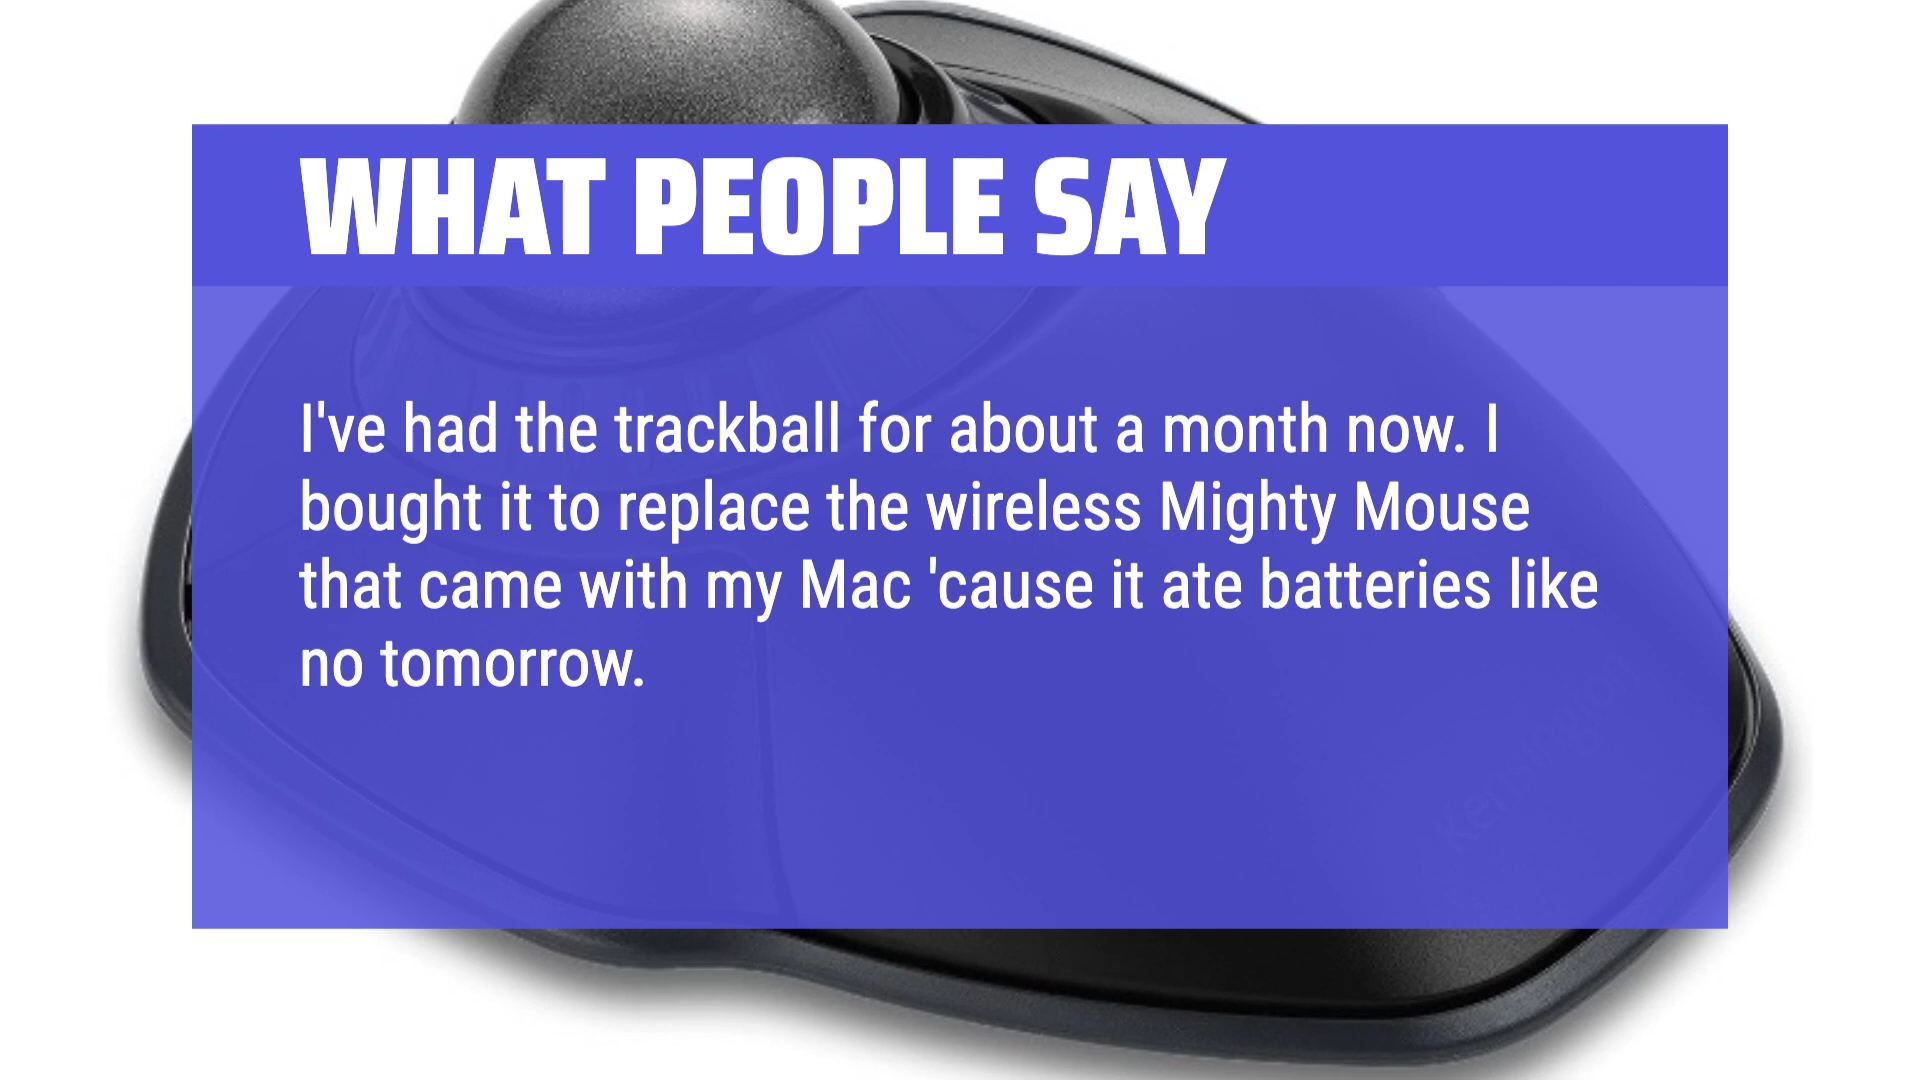 WHAT PEOPLE SAY
I've had the trackball for about a month now. I
bought it to replace the wireless Mighty Mouse
that came with my Mac 'cause it ate batteries like
no tomorrow.
Kensington